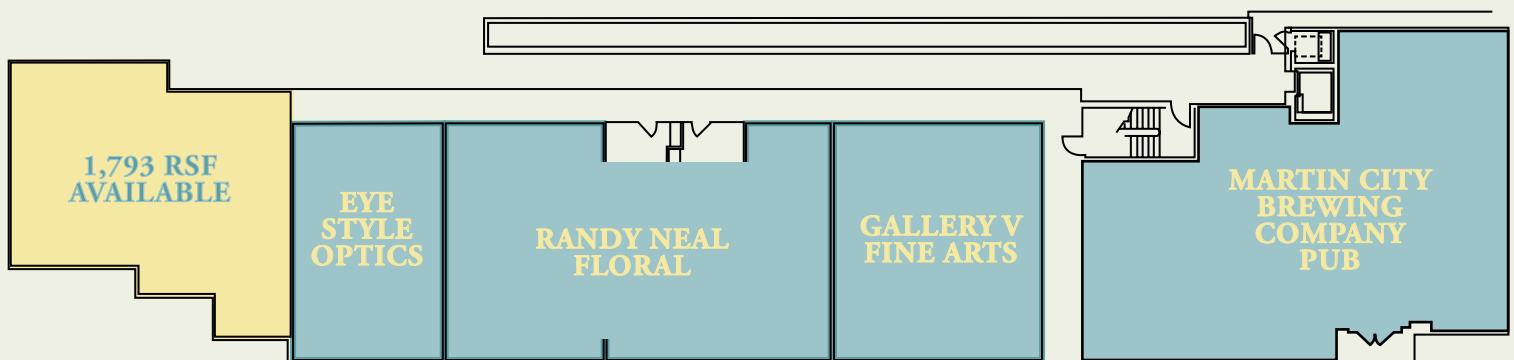 1,793 RSF
AVAILABLE
EYE
STYLE
OPTICS
RANDY NEAL
FLORAL
GALLERY V
FINE ARTS
MARTIN CITY
BREWING
COMPANY
PUB